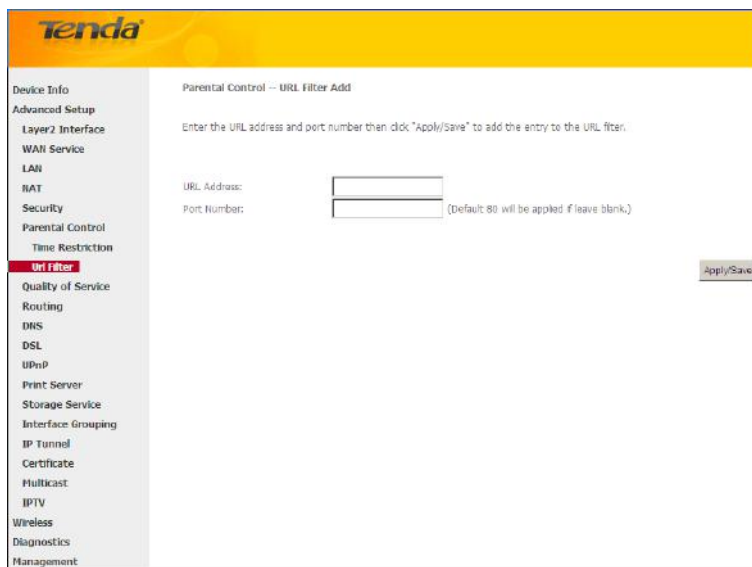 Tenda
Device Info
Advanced Setup
Layer2 Interface
WAN Service
LAN
NAT
Security
Parental Control
Time Restriction
Url Filter
Quality of Service
Routing
DNS
DSL
UPnP
Print Server
Storage Service
Interface Grouping
IP Tunnel
Certificate
Multicast
IPTV
Wireless
Diagnostics
Management
Parental Control -- URL Filter Add
Enter the URL address and port number then click "Apply/Save" to add the entry to the URL filter.
URL Address:
Port Number:
(Default 80 will be applied if leave blank.)
Apply/Save